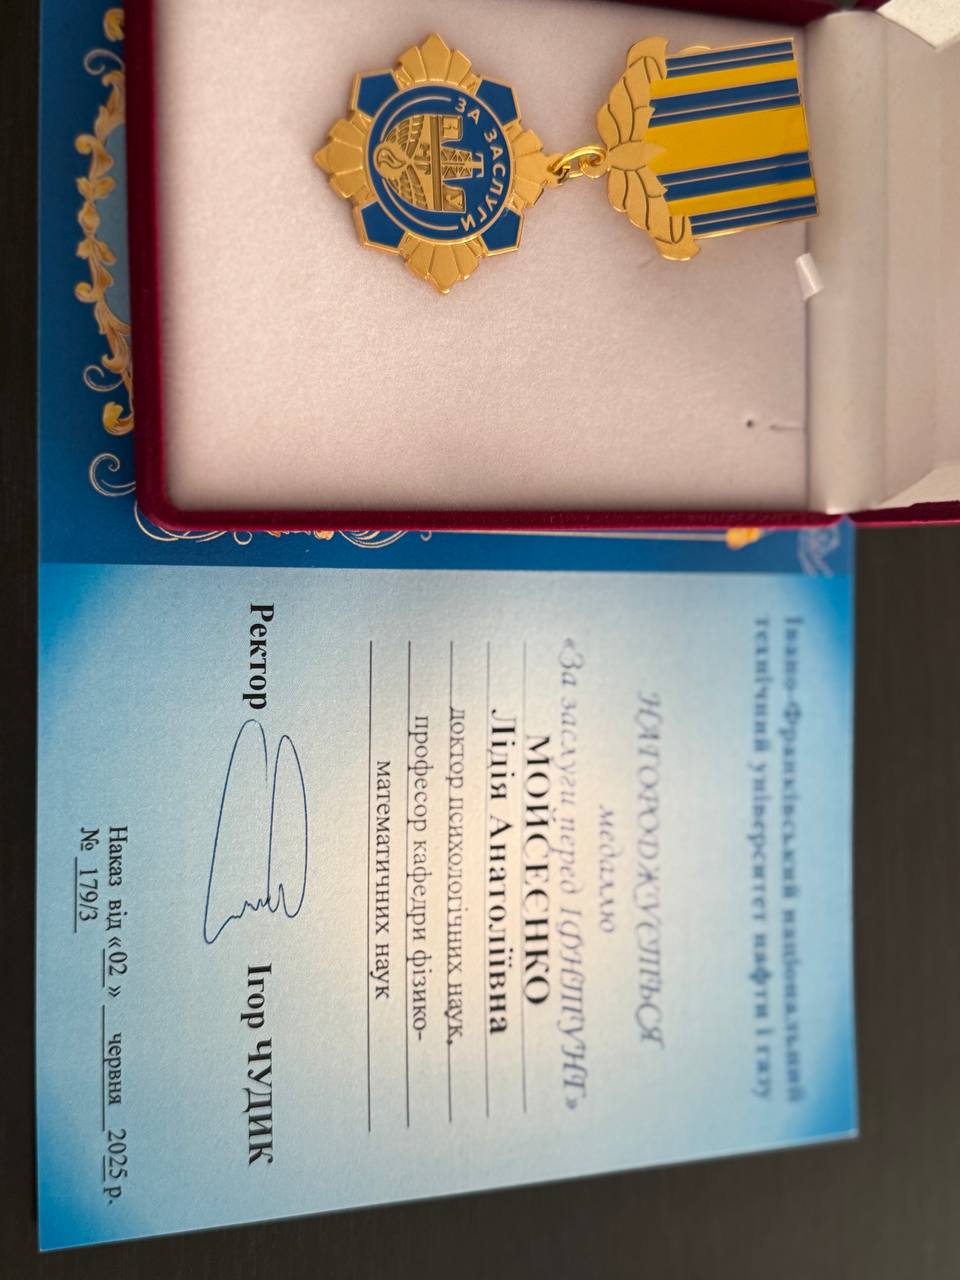 ЗА ЗАСЛУГИ
Івано-Франківський національний
технічний університет нафти і газу
НАГОРОДЖУЄТЬСЯ
медаллю
«За заслуги перед ІФНТУНГ»
МОЙСЕЄНКО
Лідія Анатоліївна
доктор психологічних наук,
професор кафедри фізико-
математичних наук
Ректор Ігор ЧУДИК
Наказ від «02» червня 2025 р.
№ 179/3